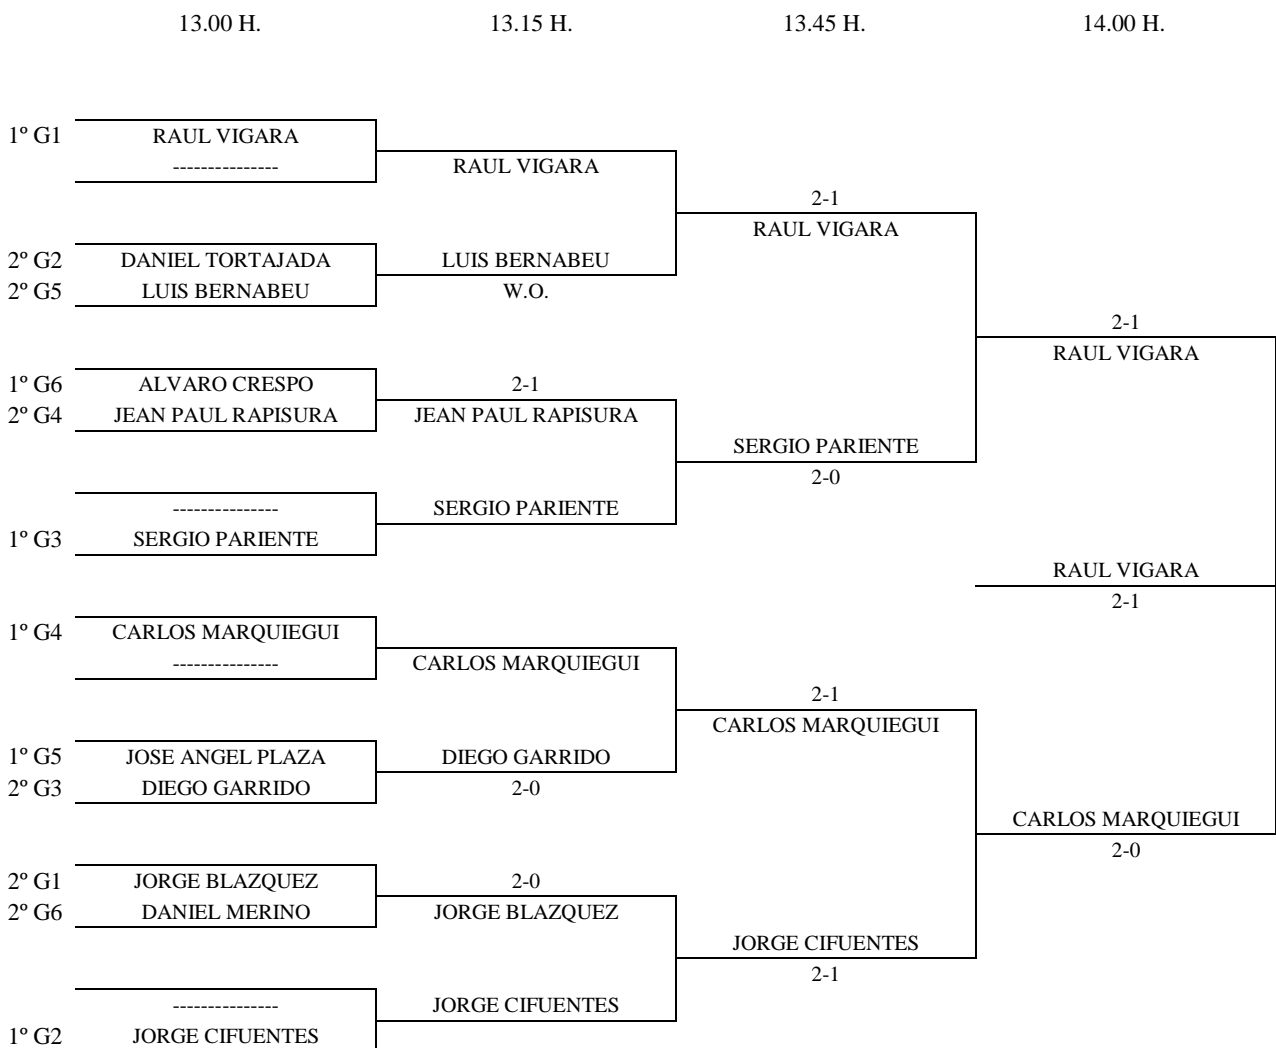 13.00 H. 13.15 H. 13.45 H. 14.00 H.
1º G1 RAUL VIGARA
--------------- RAUL VIGARA
2-1
RAUL VIGARA
2º G2 DANIEL TORTAJADA LUIS BERNABEU
2º G5 LUIS BERNABEU W.O.
2-1
RAUL VIGARA
1º G6 ALVARO CRESPO 2-1
2º G4 JEAN PAUL RAPISURA JEAN PAUL RAPISURA
SERGIO PARIENTE
2-0
--------------- SERGIO PARIENTE
1º G3 SERGIO PARIENTE
RAUL VIGARA
2-1
1º G4 CARLOS MARQUIEGUI
--------------- CARLOS MARQUIEGUI
2-1
CARLOS MARQUIEGUI
1º G5 JOSE ANGEL PLAZA DIEGO GARRIDO
2º G3 DIEGO GARRIDO 2-0
CARLOS MARQUIEGUI
2-0
2º G1 JORGE BLAZQUEZ 2-0
2º G6 DANIEL MERINO JORGE BLAZQUEZ
JORGE CIFUENTES
2-1
--------------- JORGE CIFUENTES
1º G2 JORGE CIFUENTES